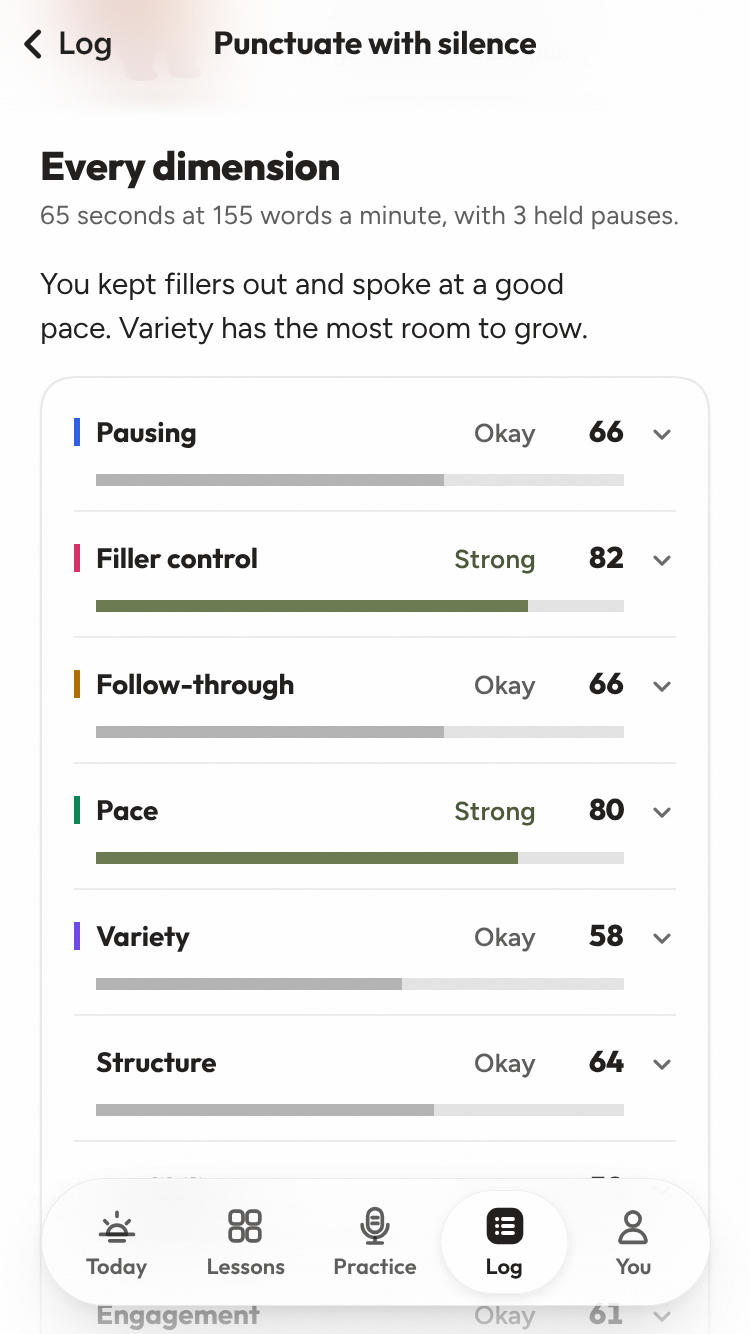 Log
Punctuate with silence
Every dimension
65 seconds at 155 words a minute, with 3 held pauses.
You kept fillers out and spoke at a good
pace. Variety has the most room to grow.
Pausing Okay 66
Filler control Strong 82
Follow-through Okay 66
Pace Strong 80
Variety Okay 58
Structure Okay 64
Today Lessons Practice Log You
Engagement Okay 61